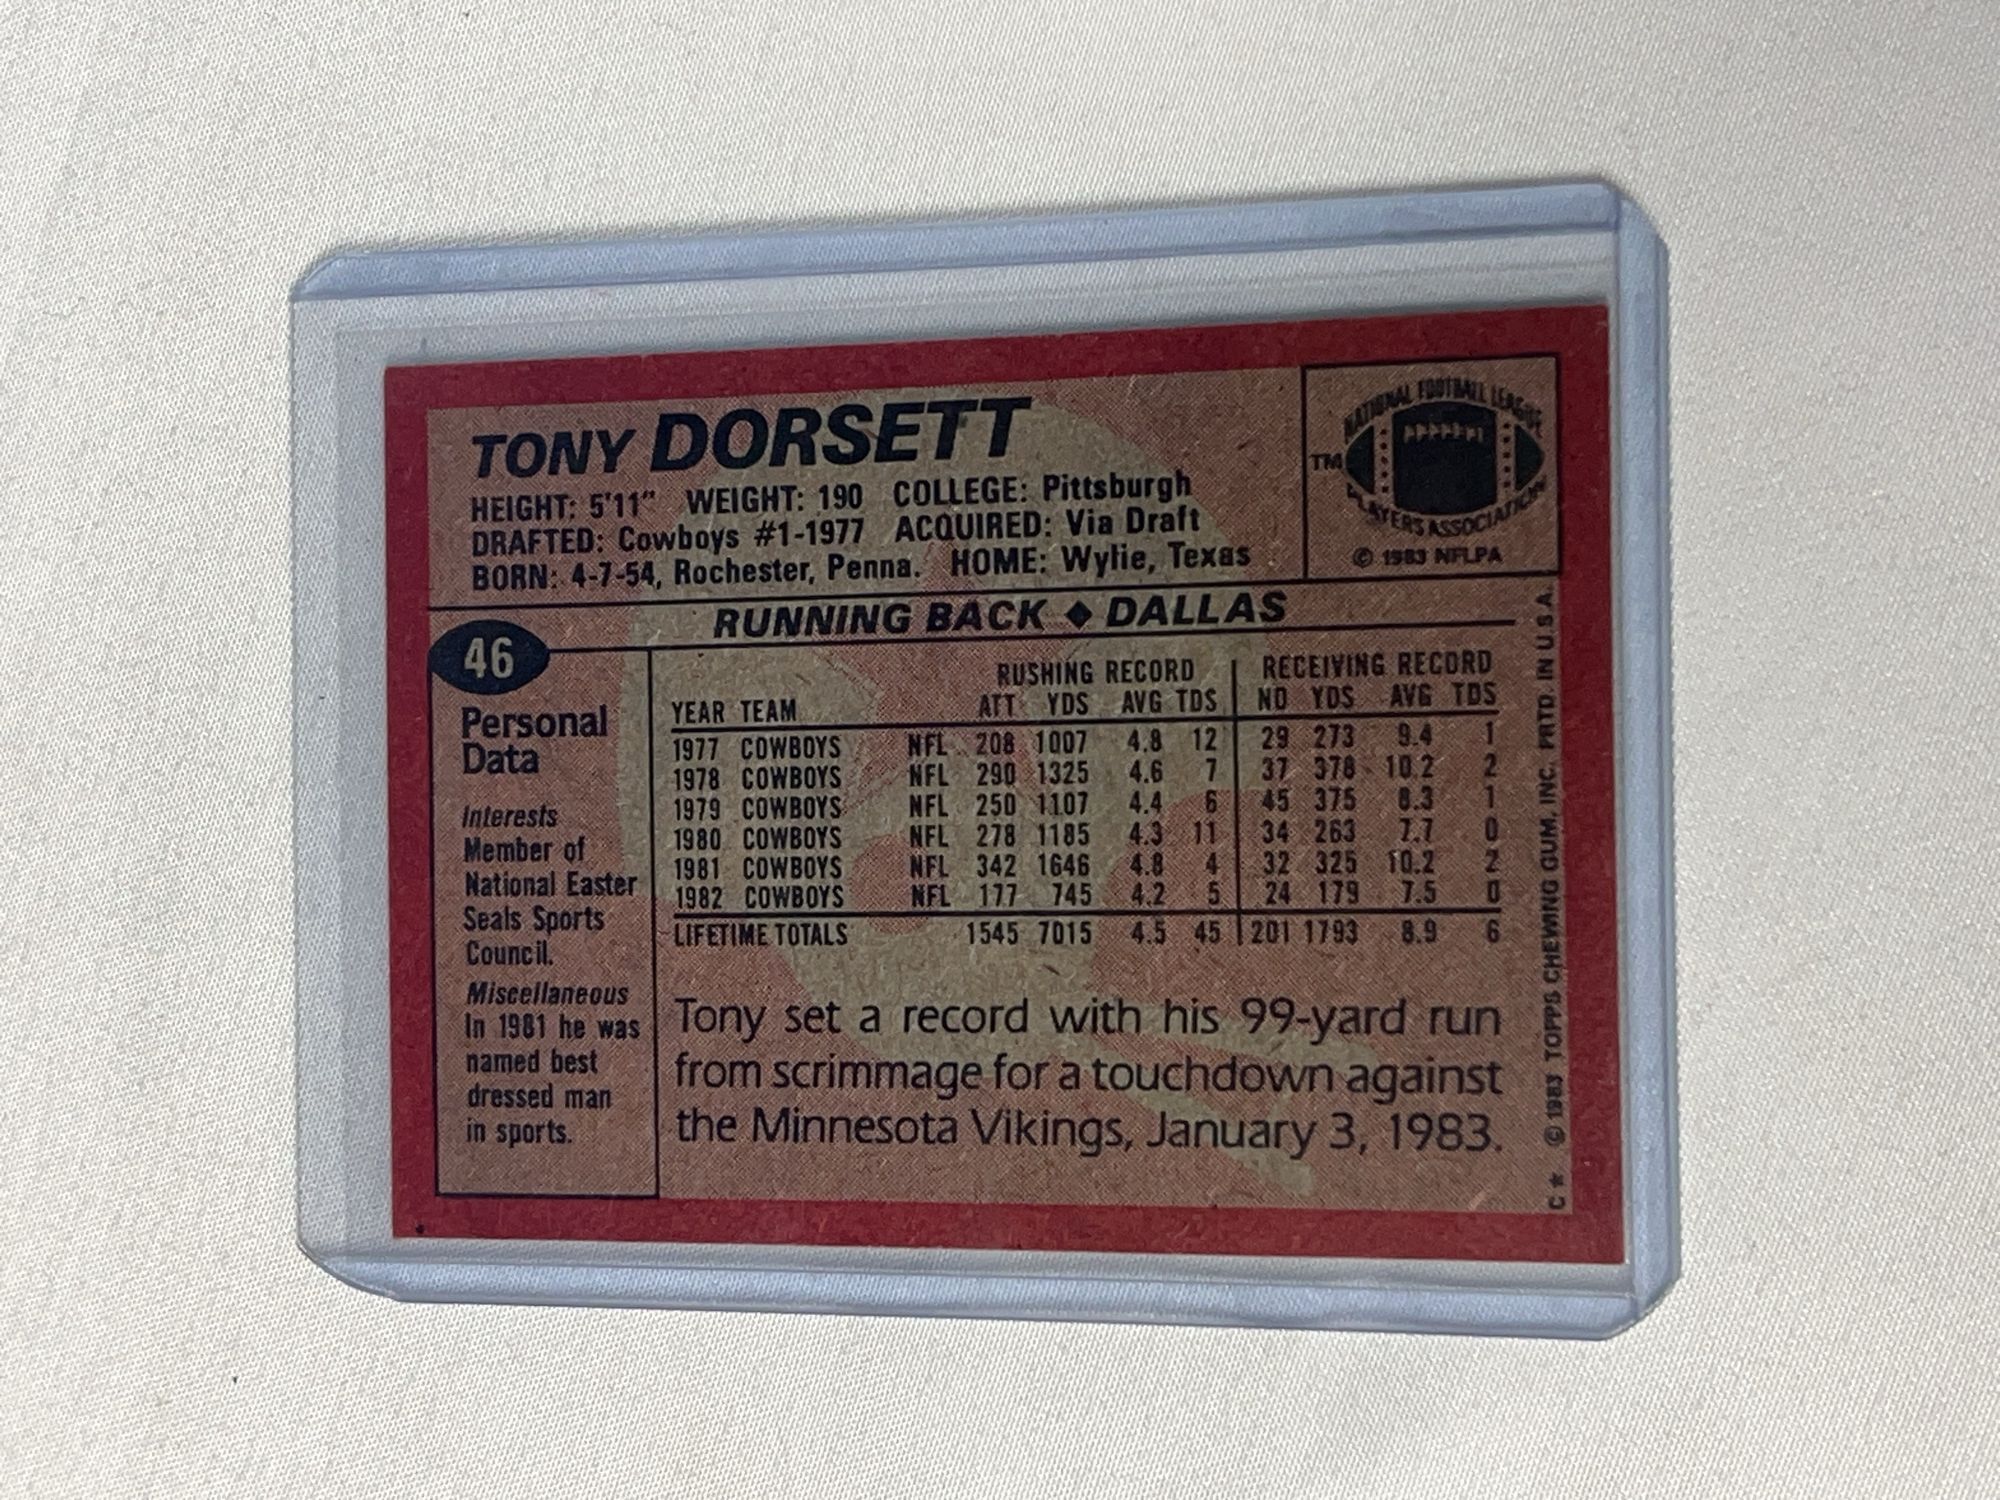 TONY DORSETT
HEIGHT: 5'11" WEIGHT: 190 COLLEGE: Pittsburgh
DRAFTED: Cowboys #1-1977 ACQUIRED: Via Draft
BORN: 4-7-54, Rochester, Penna. HOME: Wylie, Texas
NATIONAL FOOTBALL LEAGUE
TM
PLAYERS ASSOCIATION
© 1983 NFLPA
RUNNING BACK ◆ DALLAS
46
Personal
Data
Interests
Member of
National Easter
Seals Sports
Council.
Miscellaneous
In 1981 he was
named best
dressed man
in sports.
RUSHING RECORD RECEIVING RECORD
YEAR TEAM ATT YDS AVG TDS NO YDS AVG TDS
1977 COWBOYS NFL 208 1007 4.8 12 29 273 9.4 1
1978 COWBOYS NFL 290 1325 4.6 7 37 378 10.2 2
1979 COWBOYS NFL 250 1107 4.4 6 45 375 8.3 1
1980 COWBOYS NFL 278 1185 4.3 11 34 263 7.7 0
1981 COWBOYS NFL 342 1646 4.8 4 32 325 10.2 2
1982 COWBOYS NFL 177 745 4.2 5 24 179 7.5 0
LIFETIME TOTALS 1545 7015 4.5 45 201 1793 8.9 6
Tony set a record with his 99-yard run
from scrimmage for a touchdown against
the Minnesota Vikings, January 3, 1983.
C * © 1983 TOPPS CHEWING GUM, INC. PRTD. IN U.S.A.